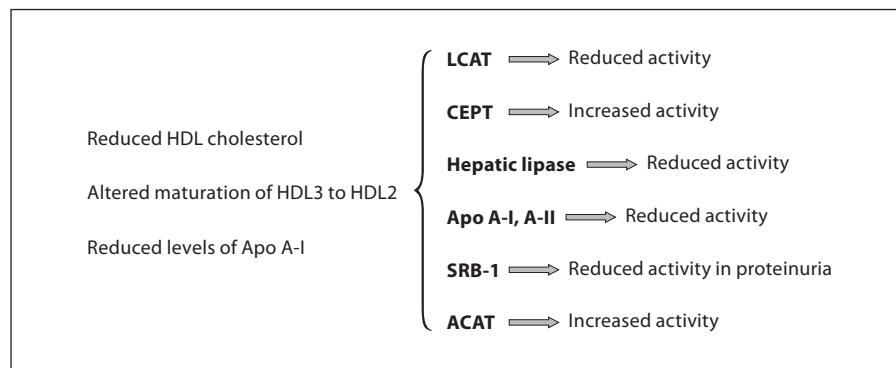 Reduced HDL cholesterol
Altered maturation of HDL3 to HDL2
Reduced levels of Apo A-I
LCAT Reduced activity
CEPT Increased activity
Hepatic lipase Reduced activity
Apo A-I, A-II Reduced activity
SRB-1 Reduced activity in proteinuria
ACAT Increased activity